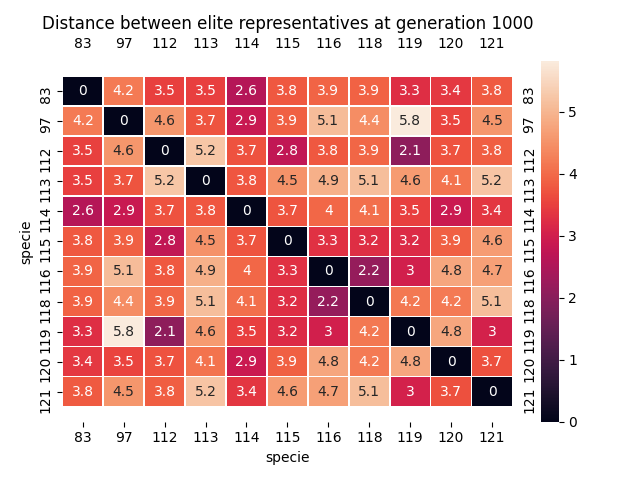 Distance between elite representatives at generation 1000
83 97 112 113 114 115 116 118 119 120 121
83 0 4.2 3.5 3.5 2.6 3.8 3.9 3.9 3.3 3.4 3.8 83
97 4.2 0 4.6 3.7 2.9 3.9 5.1 4.4 5.8 3.5 4.5 97
112 3.5 4.6 0 5.2 3.7 2.8 3.8 3.9 2.1 3.7 3.8 112
113 3.5 3.7 5.2 0 3.8 4.5 4.9 5.1 4.6 4.1 5.2 113
114 2.6 2.9 3.7 3.8 0 3.7 4 4.1 3.5 2.9 3.4 114
115 3.8 3.9 2.8 4.5 3.7 0 3.3 3.2 3.2 3.9 4.6 115
116 3.9 5.1 3.8 4.9 4 3.3 0 2.2 3 4.8 4.7 116
118 3.9 4.4 3.9 5.1 4.1 3.2 2.2 0 4.2 4.2 5.1 118
119 3.3 5.8 2.1 4.6 3.5 3.2 3 4.2 0 4.8 3 119
120 3.4 3.5 3.7 4.1 2.9 3.9 4.8 4.2 4.8 0 3.7 120
121 3.8 4.5 3.8 5.2 3.4 4.6 4.7 5.1 3 3.7 0 121
83 97 112 113 114 115 116 118 119 120 121
specie
specie
5
4
3
2
1
0